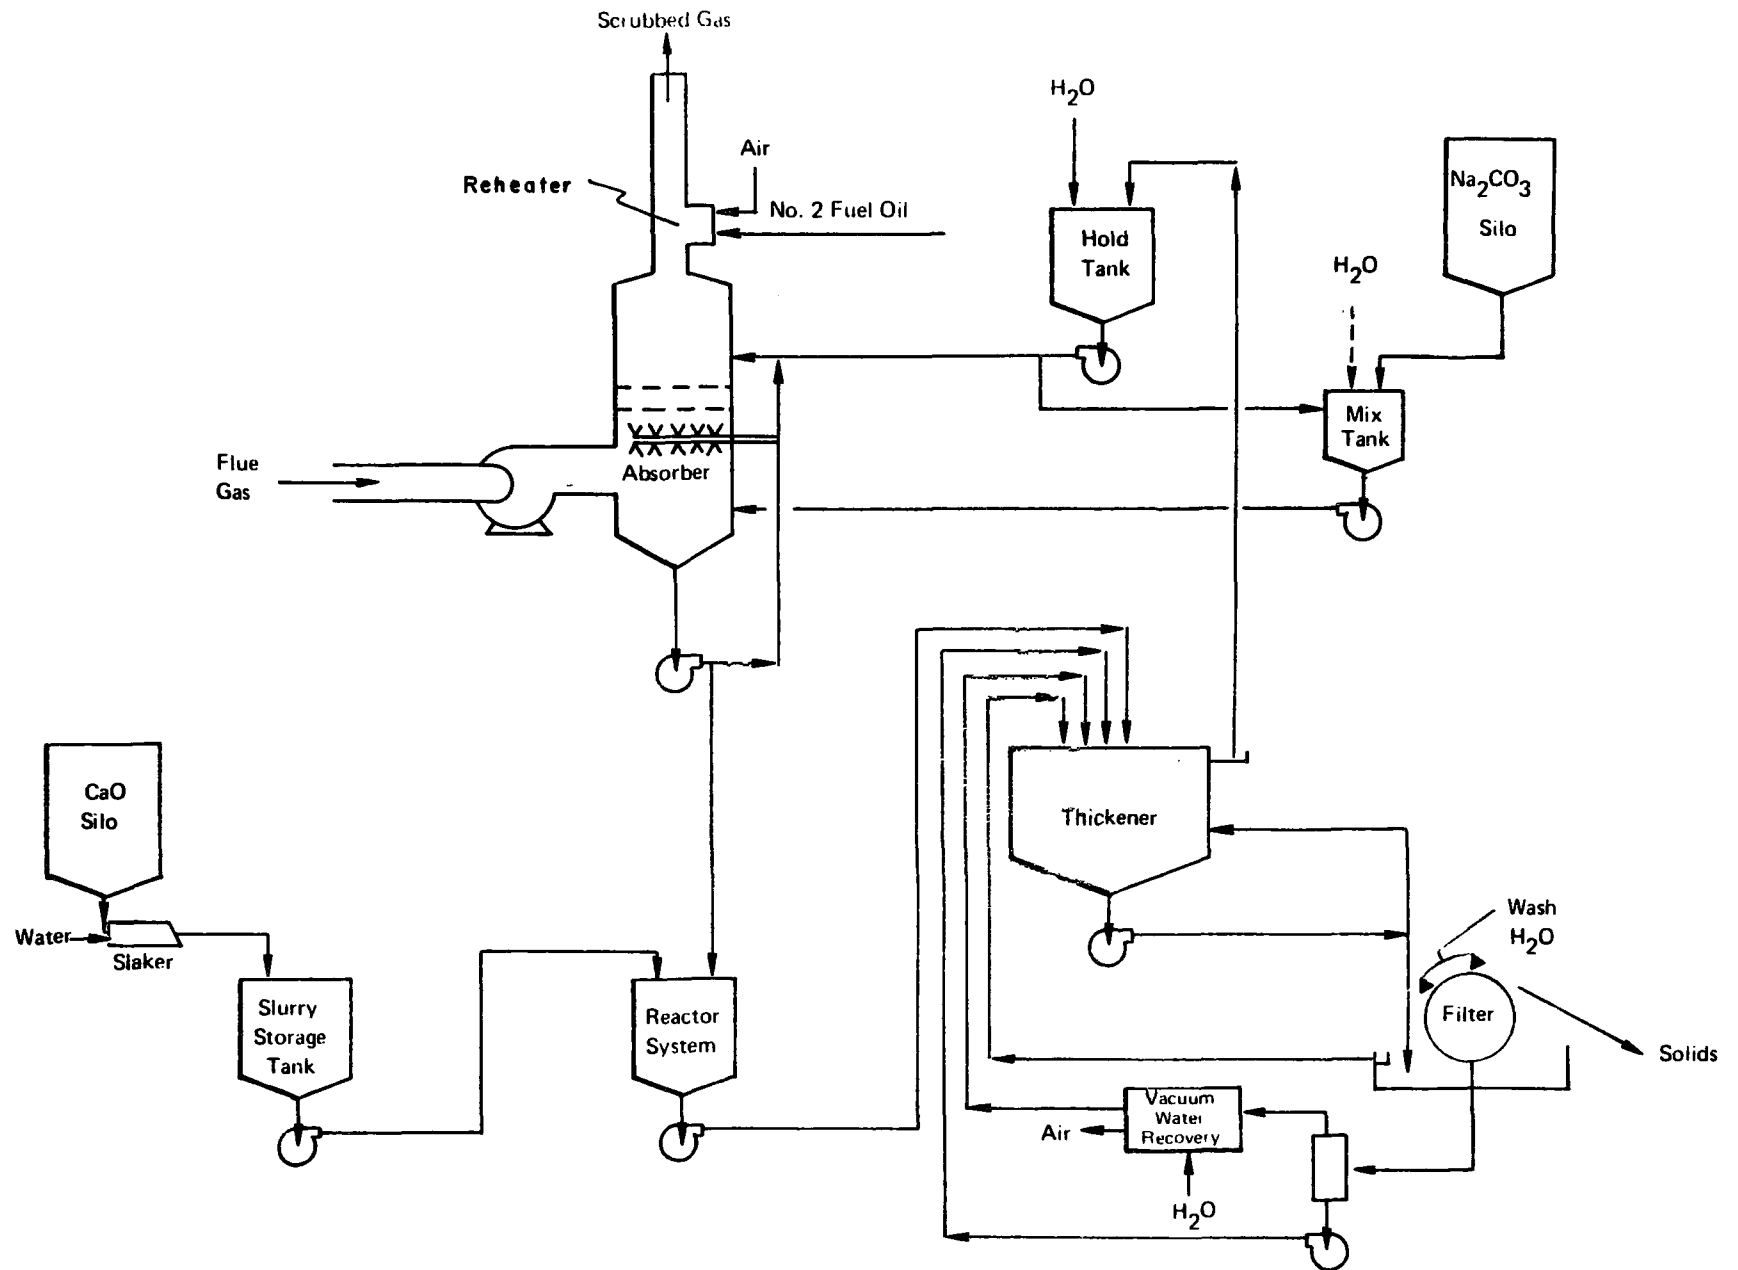 Scrubbed Gas
Air
Reheater
No. 2 Fuel Oil
H2O
Hold
Tank
Na2CO3
Silo
H2O
Mix
Tank
Flue
Gas
Absorber
CaO
Silo
Water
Slaker
Slurry
Storage
Tank
Reactor
System
Thickener
Wash
H2O
Filter
Solids
Vacuum
Water
Recovery
Air
H2O